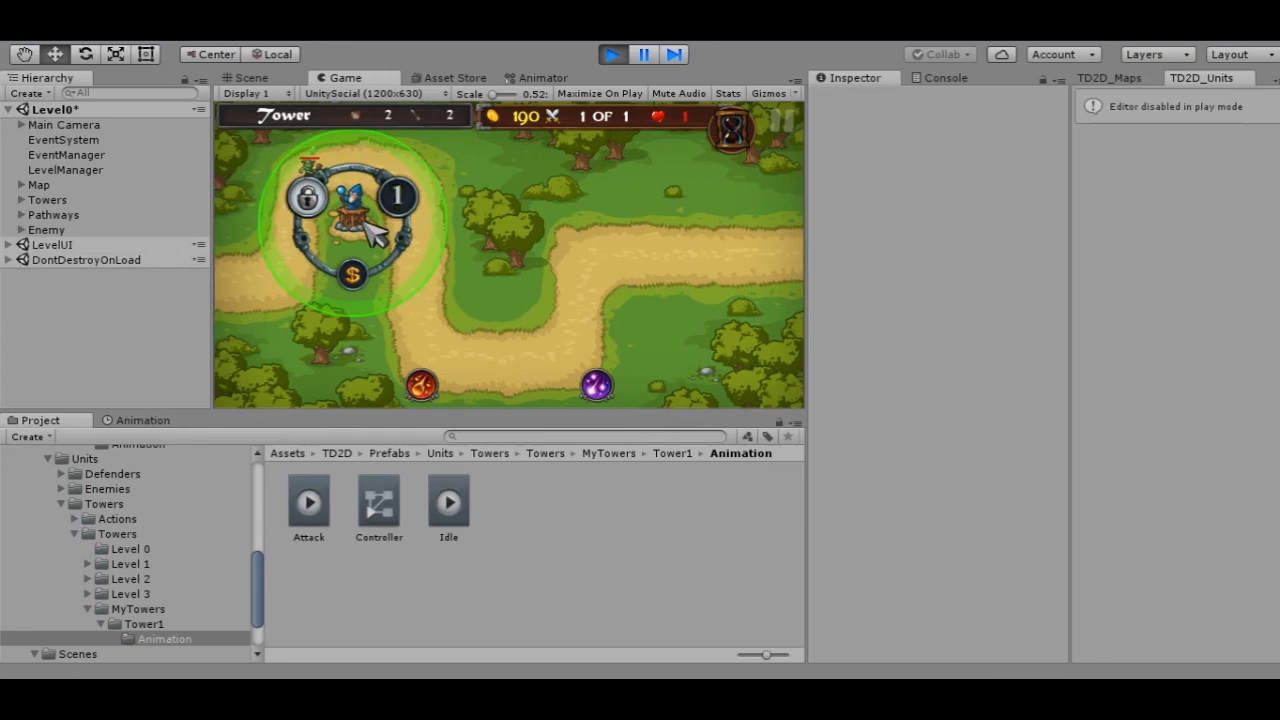 Center Local Collab Account Layers Layout
Hierarchy Scene Game Asset Store Animator Inspector Console TD2D_Maps TD2D_Units
Create All Display 1 UnitySocial (1200x630) Scale 0.52: Maximize On Play Mute Audio Stats Gizmos
Level0*
Main Camera
EventSystem
EventManager
LevelManager
Map
Towers
Pathways
Enemy
LevelUI
DontDestroyOnLoad
Tower 2 2 190 1 OF 1 1
1
$
Editor disabled in play mode
Project Animation
Create
Animation
Units
Defenders
Enemies
Towers
Actions
Towers
Level 0
Level 1
Level 2
Level 3
MyTowers
Tower1
Animation
Scenes
Assets TD2D Prefabs Units Towers Towers MyTowers Tower1 Animation
Attack Controller Idle